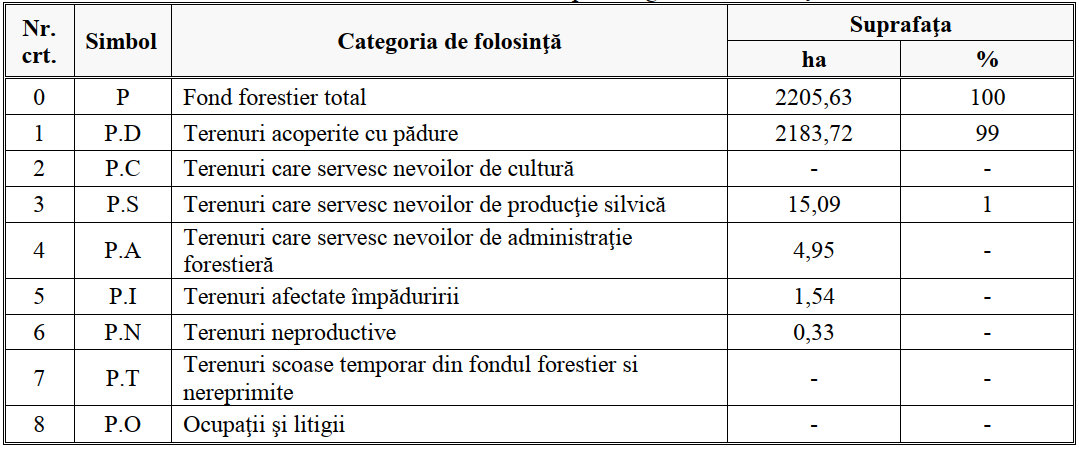 Nr. crt. Simbol Categoria de folosinţă Suprafaţa
ha %
0 P Fond forestier total 2205,63 100
1 P.D Terenuri acoperite cu pădure 2183,72 99
2 P.C Terenuri care servesc nevoilor de cultură - -
3 P.S Terenuri care servesc nevoilor de producţie silvică 15,09 1
4 P.A Terenuri care servesc nevoilor de administraţie
forestieră 4,95 -
5 P.I Terenuri afectate împăduririi 1,54 -
6 P.N Terenuri neproductive 0,33 -
7 P.T Terenuri scoase temporar din fondul forestier si
nereprimite - -
8 P.O Ocupaţii şi litigii - -